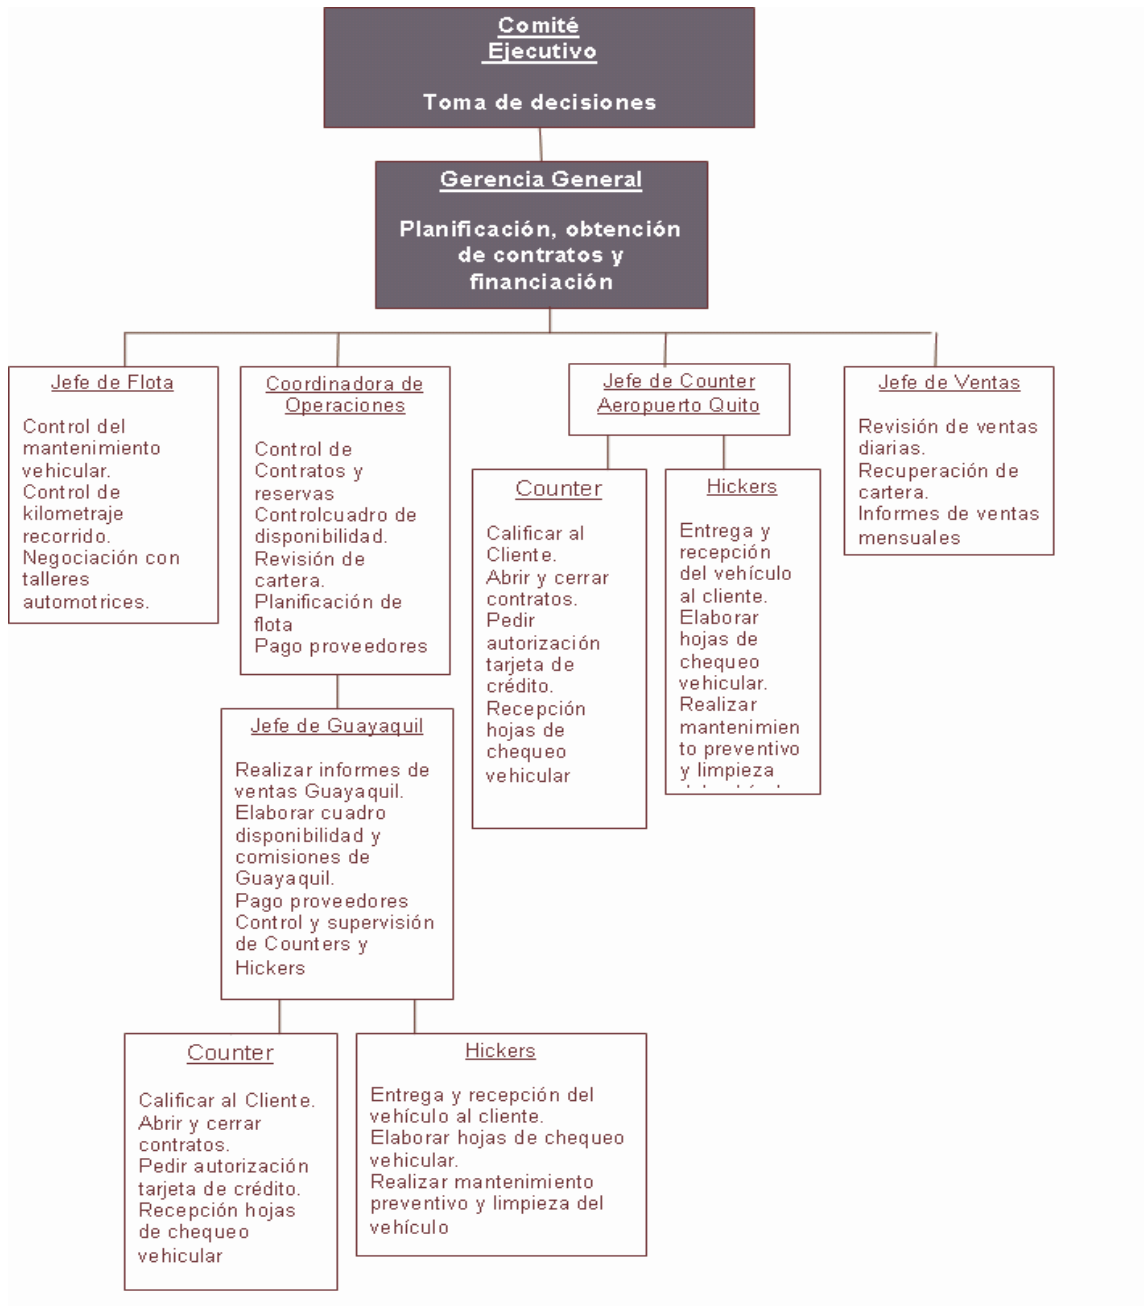 Comité
Ejecutivo
Toma de decisiones
Gerencia General
Planificación, obtención
de contratos y
financiación
Jefe de Flota
Control del
mantenimiento
vehicular.
Control de
kilometraje
recorrido.
Negociación con
talleres
automotrices.
Coordinadora de
Operaciones
Control de
Contratos y
reservas
Controlcuadro de
disponibilidad.
Revisión de
cartera.
Planificación de
flota
Pago proveedores
Jefe de Counter
Aeropuerto Quito
Counter
Calificar al
Cliente.
Abrir y cerrar
contratos.
Pedir
autorización
tarjeta de
crédito.
Recepción
hojas de
chequeo
vehicular
Hickers
Entrega y
recepción
del vehículo
al cliente.
Elaborar
hojas de
chequeo
vehicular.
Realizar
mantenimien
to preventivo
y limpieza
Jefe de Ventas
Revisión de ventas
diarias.
Recuperación de
cartera.
Informes de ventas
mensuales
Jefe de Guayaquil
Realizar informes de
ventas Guayaquil.
Elaborar cuadro
disponibilidad y
comisiones de
Guayaquil.
Pago proveedores
Control y supervisión
de Counters y
Hickers
Counter
Calificar al Cliente.
Abrir y cerrar
contratos.
Pedir autorización
tarjeta de crédito.
Recepción hojas
de chequeo
vehicular
Hickers
Entrega y recepción del
vehículo al cliente.
Elaborar hojas de chequeo
vehicular.
Realizar mantenimiento
preventivo y limpieza del
vehículo